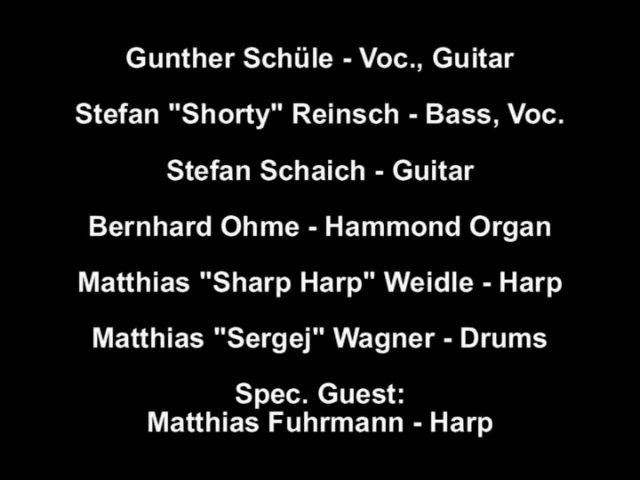 Gunther Schüle - Voc., Guitar
Stefan "Shorty" Reinsch - Bass, Voc.
Stefan Schaich - Guitar
Bernhard Ohme - Hammond Organ
Matthias "Sharp Harp" Weidle - Harp
Matthias "Sergej" Wagner - Drums
Spec. Guest:
Matthias Fuhrmann - Harp